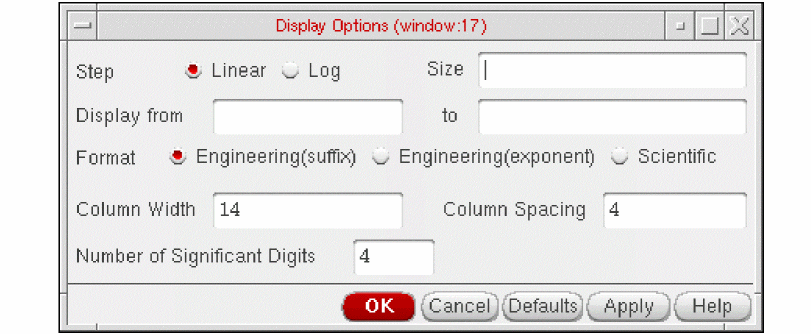 Display Options (window:17)
Step Linear Log Size
Display from to
Format Engineering(suffix) Engineering(exponent) Scientific
Column Width 14 Column Spacing 4
Number of Significant Digits 4
OK Cancel Defaults Apply Help